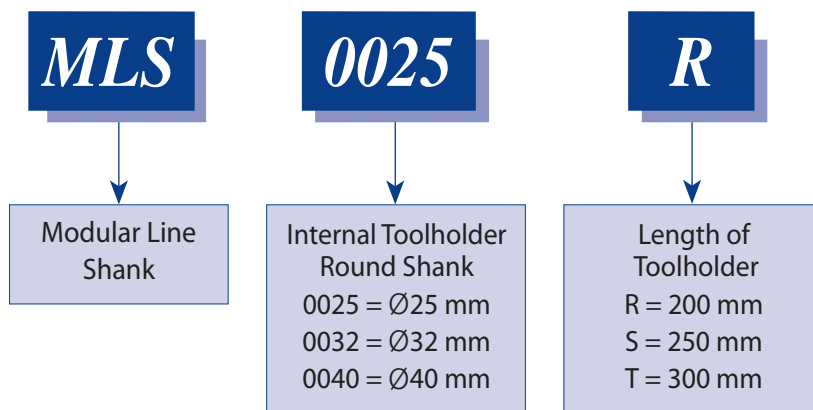 MLS
0025
R
Modular Line
Shank
Internal Toolholder
Round Shank
0025 = Ø25 mm
0032 = Ø32 mm
0040 = Ø40 mm
Length of
Toolholder
R = 200 mm
S = 250 mm
T = 300 mm